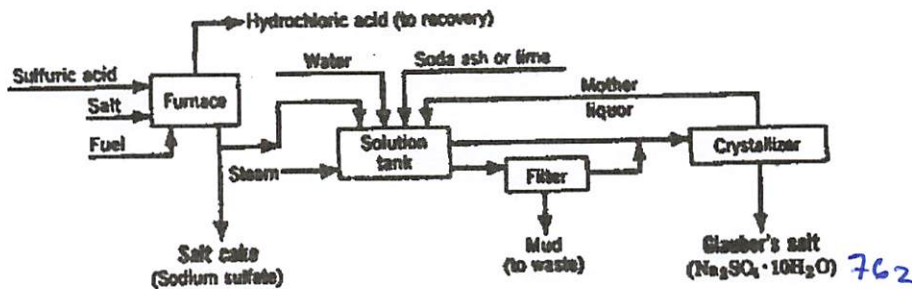 Hydrochloric acid (to recovery)
Water
Soda ash or lime
Sulfuric acid
Mother
liquor
Salt
Furnace
Fuel
Solution
tank
Crystallizer
Steam
Filter
Salt cake
(Sodium sulfate)
Mud
(to waste)
Glauber's salt
(Na₂SO₄·10H₂O)
762